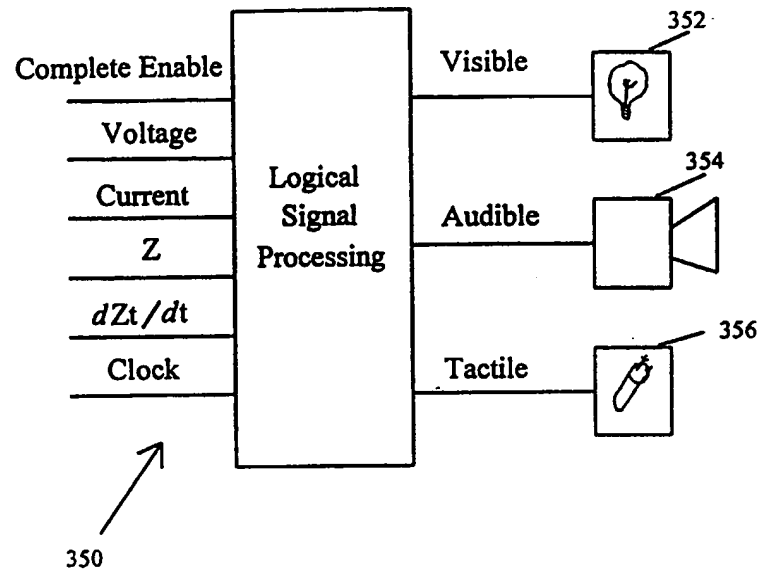 Complete Enable
Voltage
Current
Z
dZt/dt
Clock
Logical
Signal
Processing
Visible
Audible
Tactile
352
354
356
350